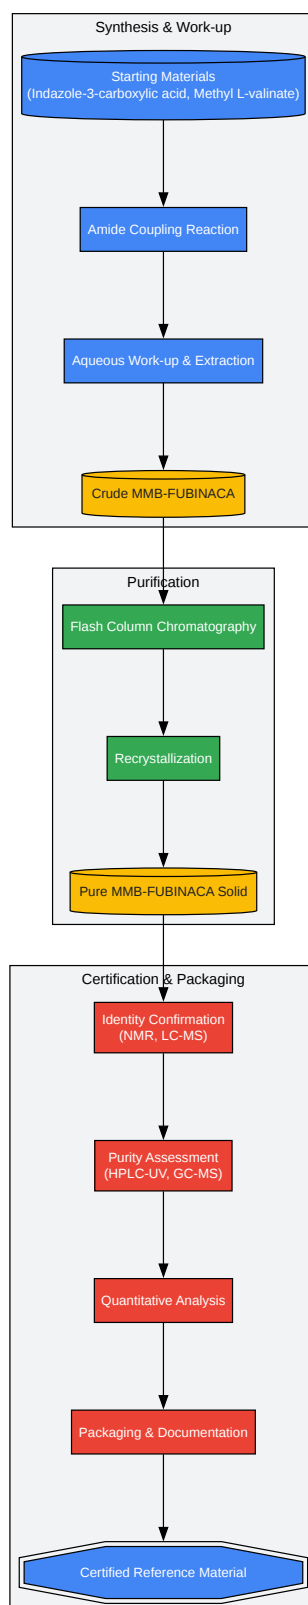 Synthesis & Work-up
Starting Materials
(Indazole-3-carboxylic acid, Methyl L-valinate)
Amide Coupling Reaction
Aqueous Work-up & Extraction
Crude MMB-FUBINACA
Purification
Flash Column Chromatography
Recrystallization
Pure MMB-FUBINACA Solid
Certification & Packaging
Identity Confirmation
(NMR, LC-MS)
Purity Assessment
(HPLC-UV, GC-MS)
Quantitative Analysis
Packaging & Documentation
Certified Reference Material